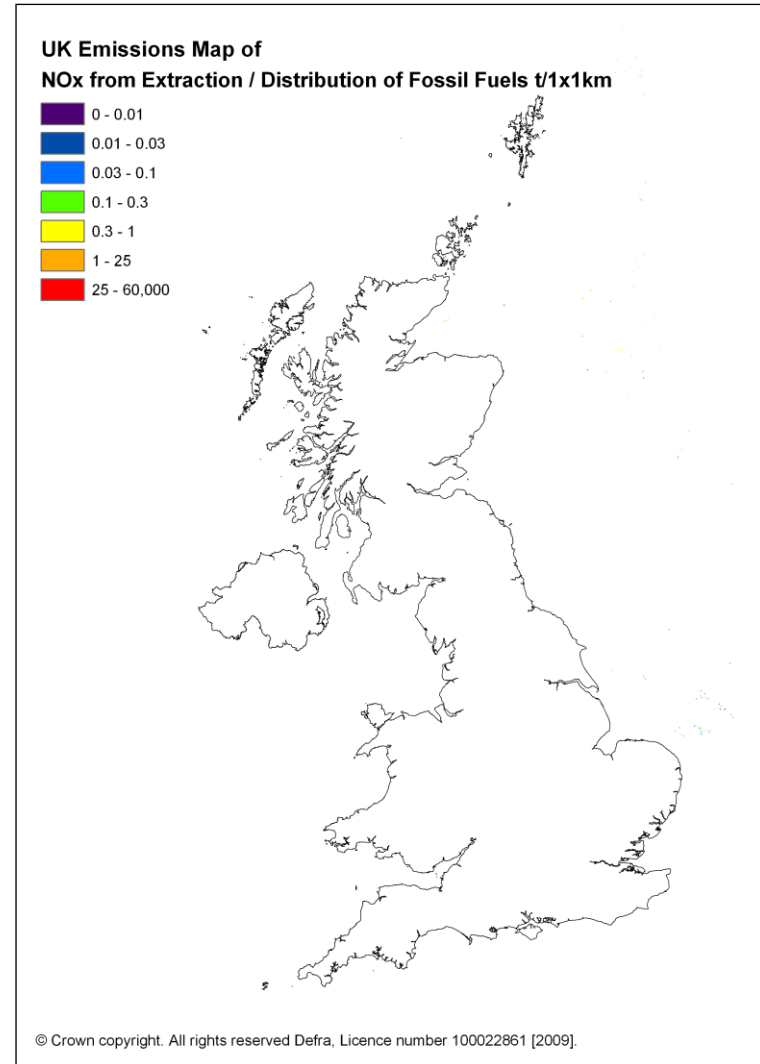 UK Emissions Map of
NOx from Extraction / Distribution of Fossil Fuels t/1x1km
0 - 0.01
0.01 - 0.03
0.03 - 0.1
0.1 - 0.3
0.3 - 1
1 - 25
25 - 60,000
© Crown copyright. All rights reserved Defra, Licence number 100022861 [2009].